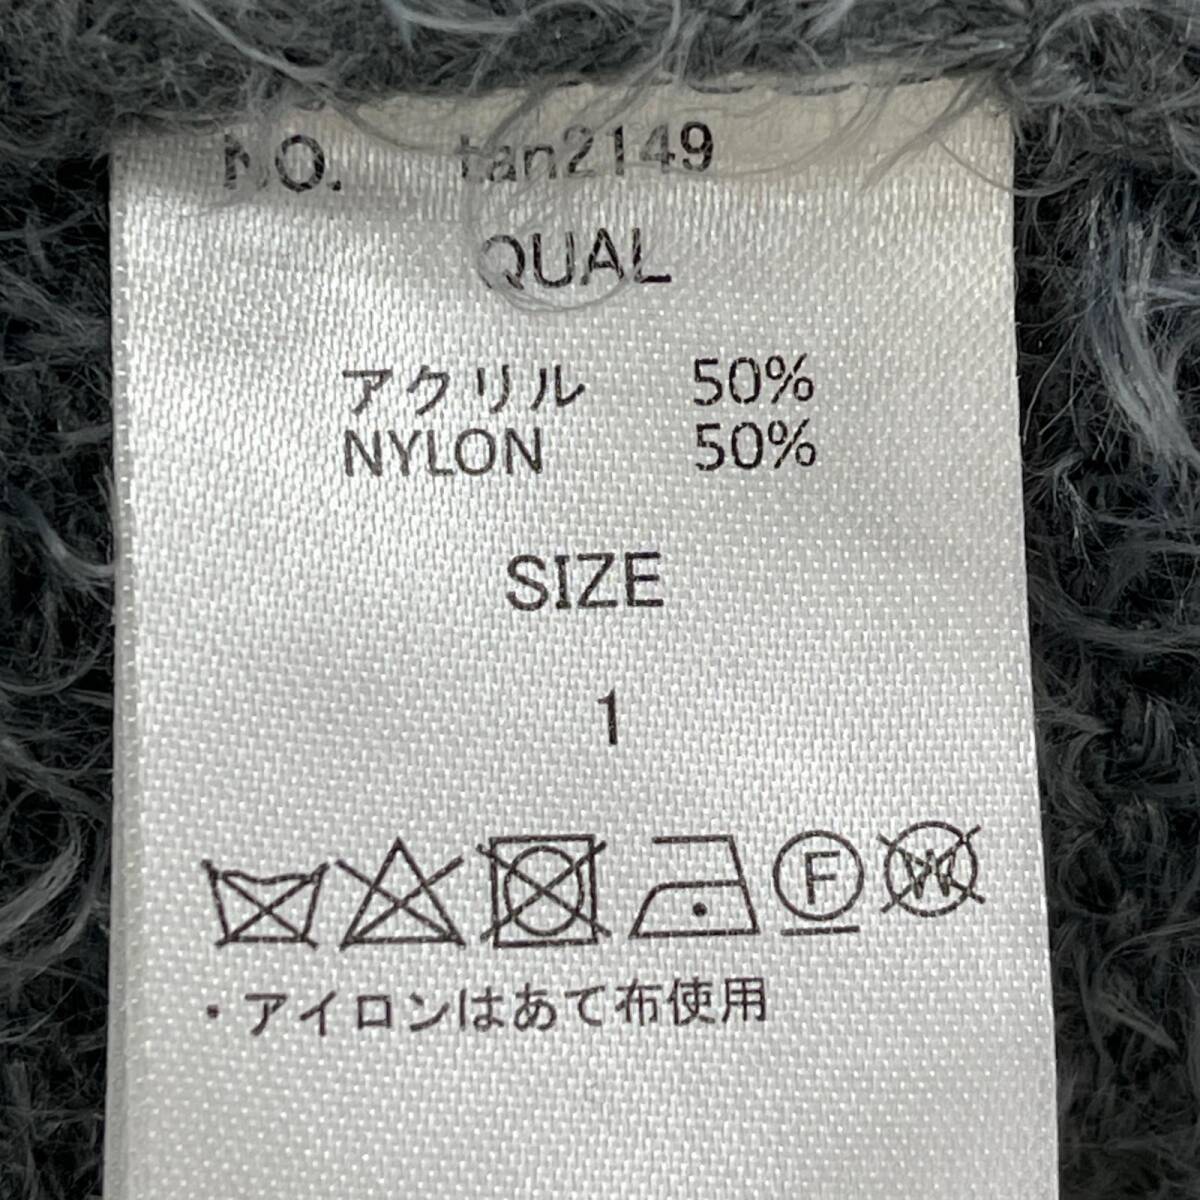 NO. tan2149
QUAL
アクリル 50%
NYLON 50%
SIZE
1
F W
・アイロンはあて布使用